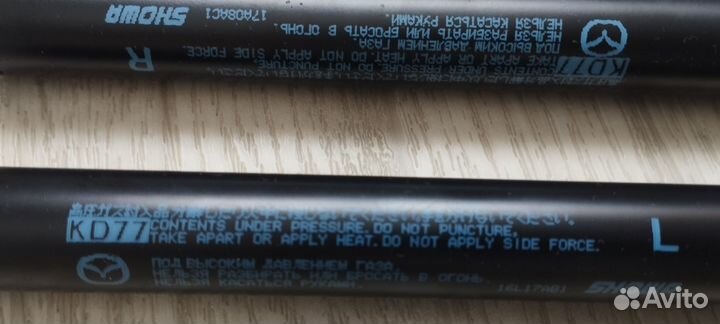 SHOWA
17A08AC1
НЕЛЬЗЯ КАСАТЬСЯ РУКАМИ.
НЕЛЬЗЯ РАЗБИРАТЬ ИЛИ БРОСАТЬ В ОГОНЬ.
ПОД ВЫСОКИМ ДАВЛЕНИЕМ ГАЗА.
TAKE APART OR APPLY HEAT. DO NOT APPLY SIDE FORCE.
CONTENTS UNDER PRESSURE. DO NOT PUNCTURE,
KD77
R
KD77
CONTENTS UNDER PRESSURE. DO NOT PUNCTURE,
TAKE APART OR APPLY HEAT. DO NOT APPLY SIDE FORCE.
L
ПОД ВЫСОКИМ ДАВЛЕНИЕМ ГАЗА
НЕЛЬЗЯ РАЗБИРАТЬ ИЛИ БРОСАТЬ В ОГОНЬ.
НЕЛЬЗЯ КАСАТЬСЯ РУКАМИ.
16L17A01
SHOWA
Avito